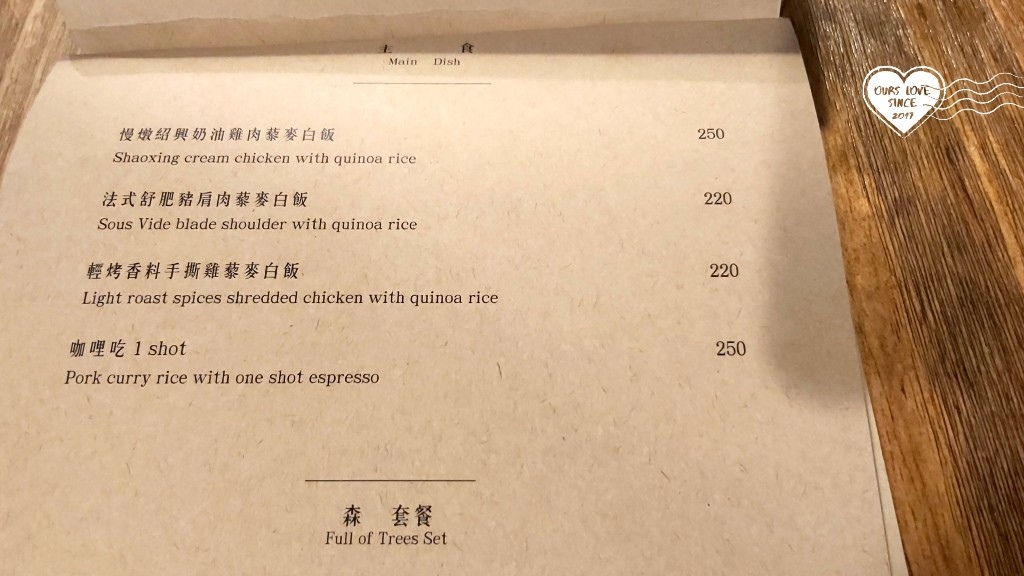 主 食
Main Dish
慢燉紹興奶油雞肉藜麥白飯 250
Shaoxing cream chicken with quinoa rice
法式舒肥豬肩肉藜麥白飯 220
Sous Vide blade shoulder with quinoa rice
輕烤香料手撕雞藜麥白飯 220
Light roast spices shredded chicken with quinoa rice
咖哩吃 1 shot 250
Pork curry rice with one shot espresso
森 套餐
Full of Trees Set
OURS LOVE
SINCE
2017